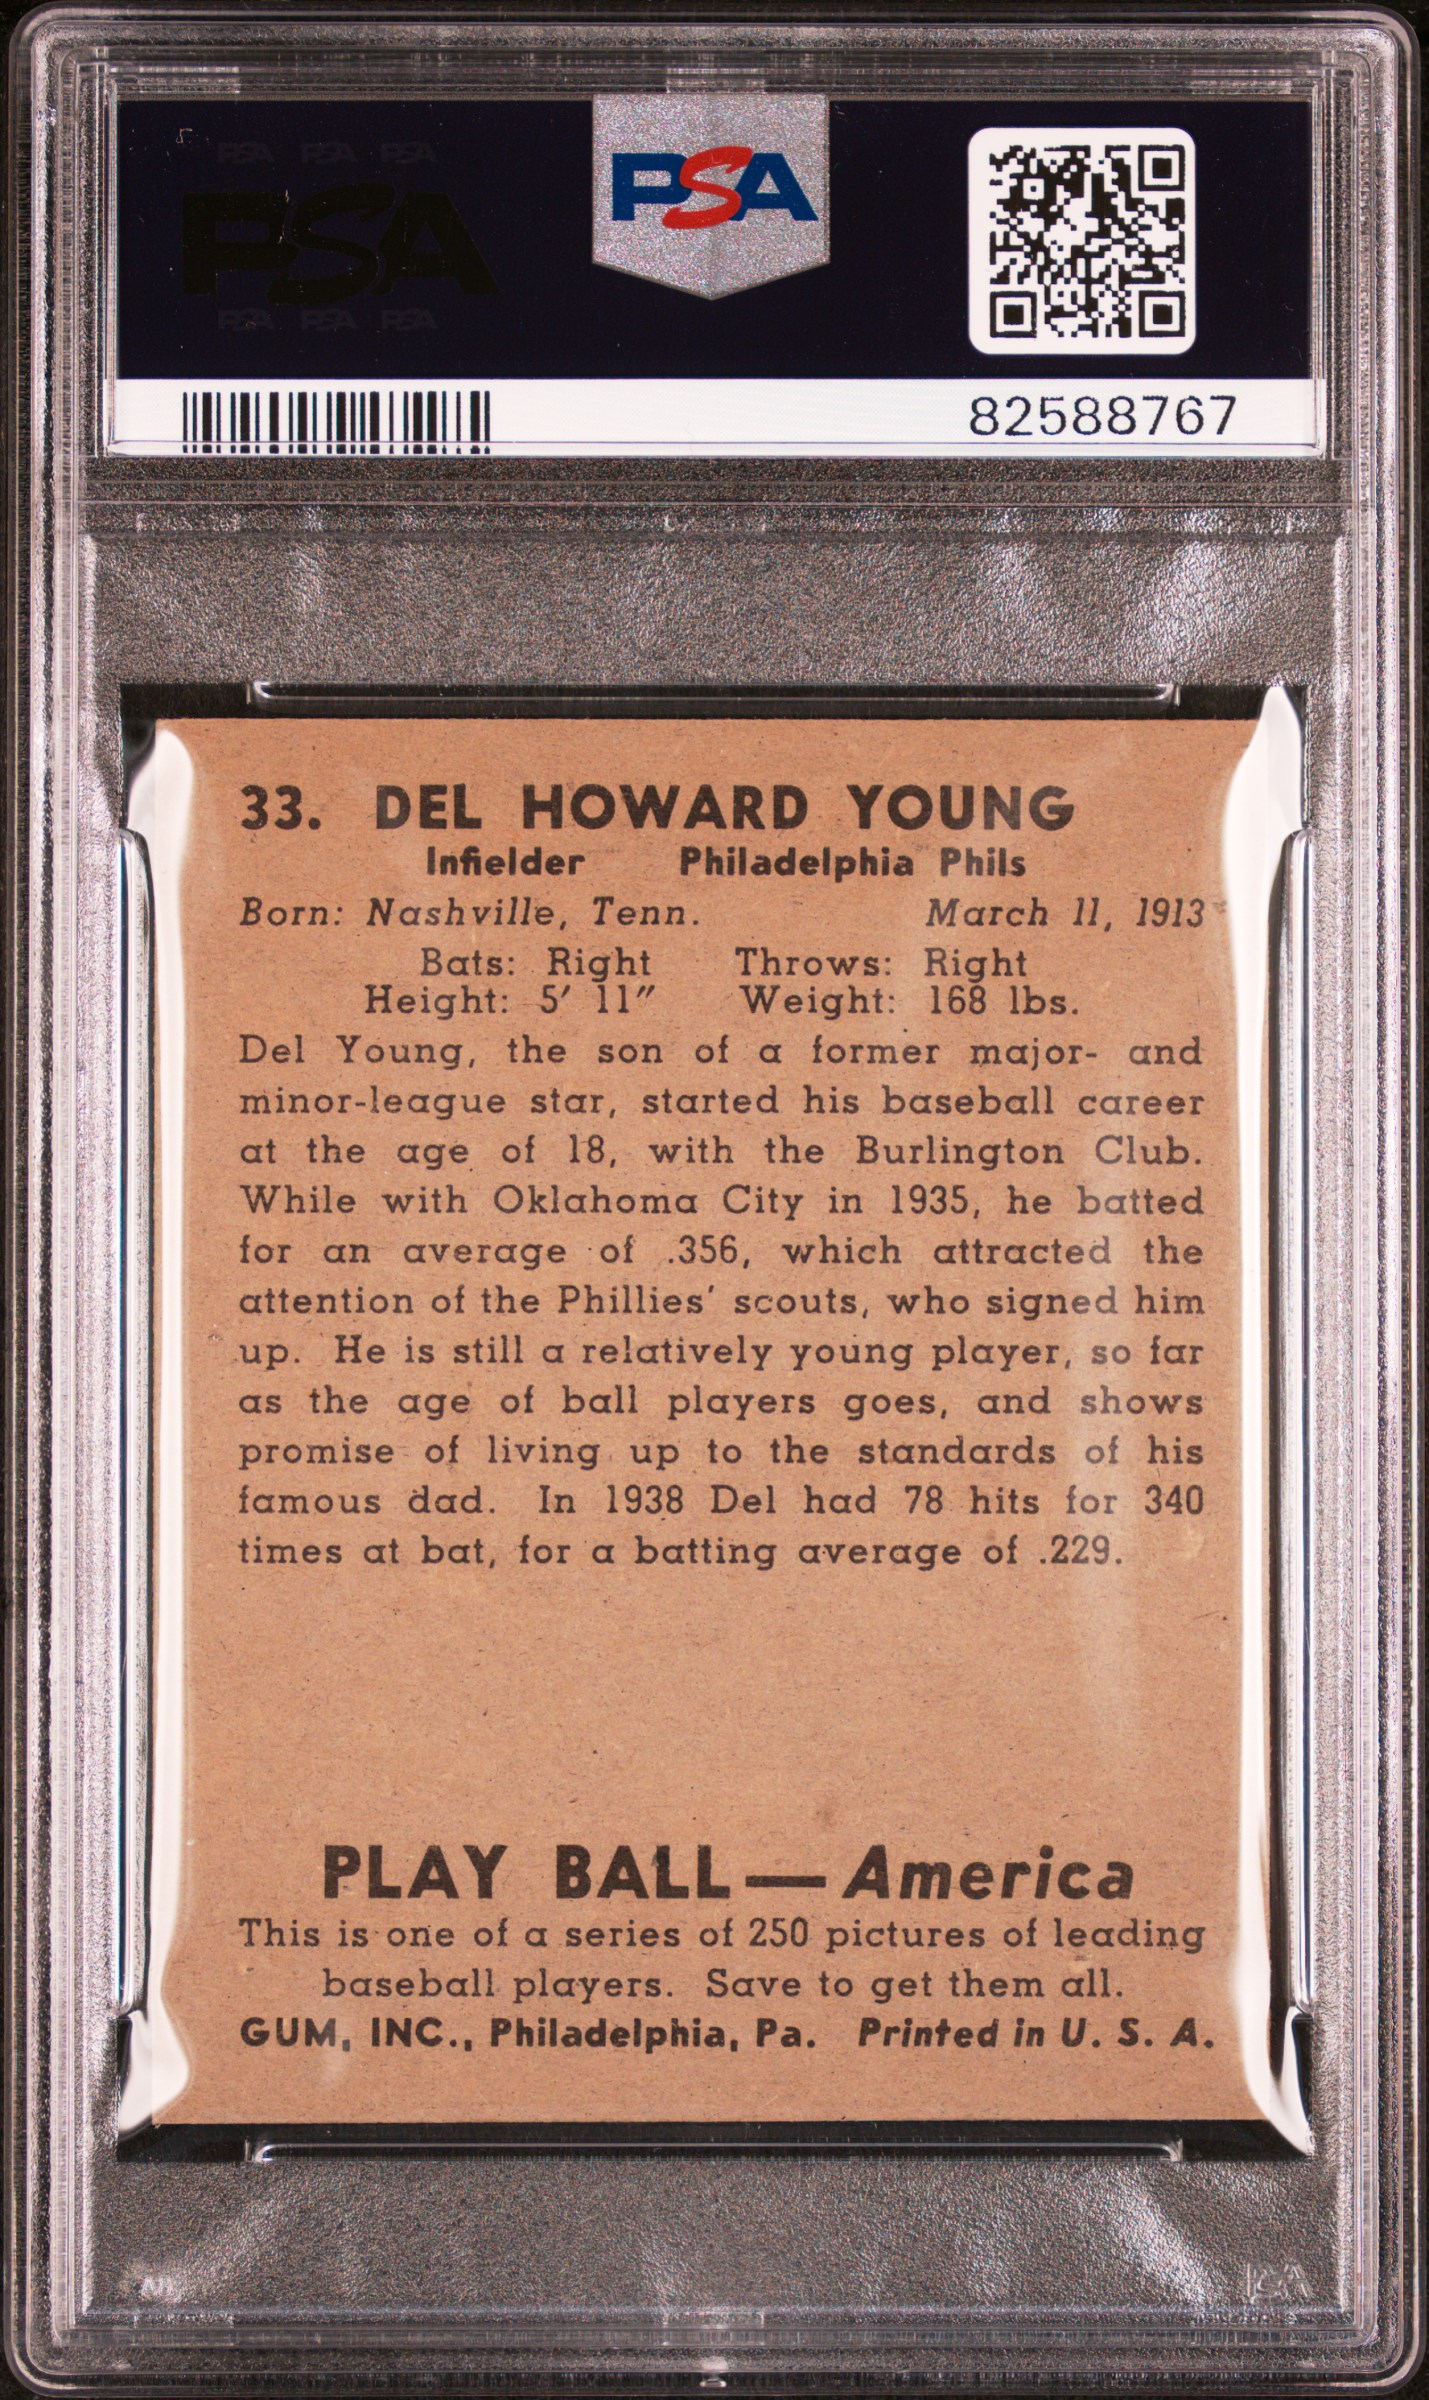 PSA PSA PSA
PSA
PSA PSA PSA
PSA
82588767
33. DEL HOWARD YOUNG
Infielder Philadelphia Phils
Born: Nashville, Tenn. March 11, 1913
Bats: Right Throws: Right
Height: 5′ 11″ Weight: 168 lbs.
Del Young, the son of a former major- and
minor-league star, started his baseball career
at the age of 18, with the Burlington Club.
While with Oklahoma City in 1935, he batted
for an average of .356, which attracted the
attention of the Phillies' scouts, who signed him
up. He is still a relatively young player, so far
as the age of ball players goes, and shows
promise of living up to the standards of his
famous dad. In 1938 Del had 78 hits for 340
times at bat, for a batting average of .229.
PLAY BALL—America
This is one of a series of 250 pictures of leading
baseball players. Save to get them all.
GUM, INC., Philadelphia, Pa. Printed in U. S. A.
PSA